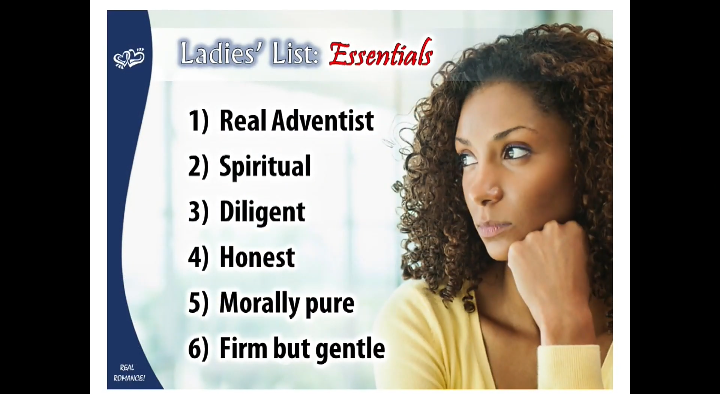 Ladies' List: Essentials
1) Real Adventist
2) Spiritual
3) Diligent
4) Honest
5) Morally pure
6) Firm but gentle
REAL
ROMANCE!